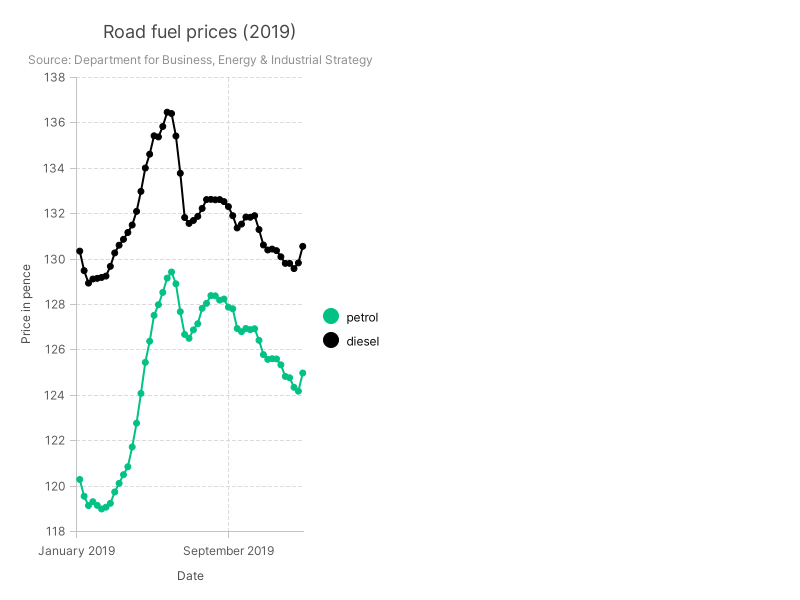 Road fuel prices (2019)
Source: Department for Business, Energy & Industrial Strategy
138
136
134
132
130
128
126
124
122
120
118
Price in pence
January 2019
September 2019
Date
petrol
diesel